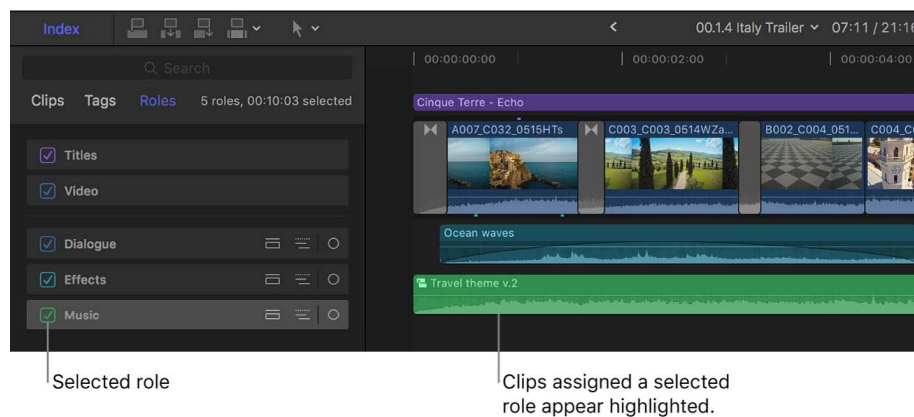 Index
00.1.4 Italy Trailer
07:11 / 21:16
Search
00:00:00:00
00:00:02:00
00:00:04:00
Clips
Tags
Roles
5 roles, 00:10:03 selected
Cinque Terre - Echo
A007_C032_0515HTs
C003_C003_0514WZa...
B002_C004_051...
C004_C
Titles
Video
Dialogue
Ocean waves
Effects
Travel theme v.2
Music
Selected role
Clips assigned a selected
role appear highlighted.